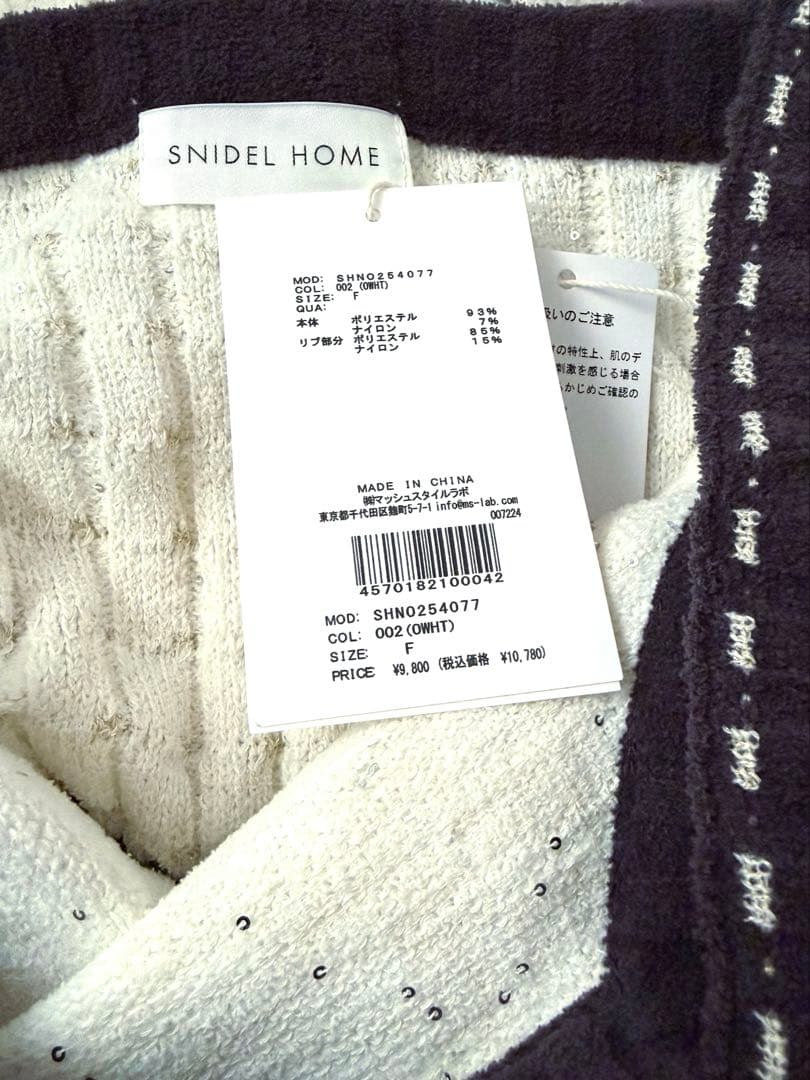 SNIDEL HOME
MOD: SHNO254077
COL: 002 (OWHT)
SIZE: F
QUA:
本体 ポリエステル 93%
ナイロン 7%
リブ部分 ポリエステル 85%
ナイロン 15%
MADE IN CHINA
㈱マッシュスタイルラボ
東京都千代田区麹町5-7-1 info@ms-lab.com
007224
4570182100042
MOD: SHNO254077
COL: 002(OWHT)
SIZE: F
PRICE ¥9,800 (税込価格 ¥10,780)
扱いのご注意
の特性上、肌のデ
刺激を感じる場合
かじめご確認の